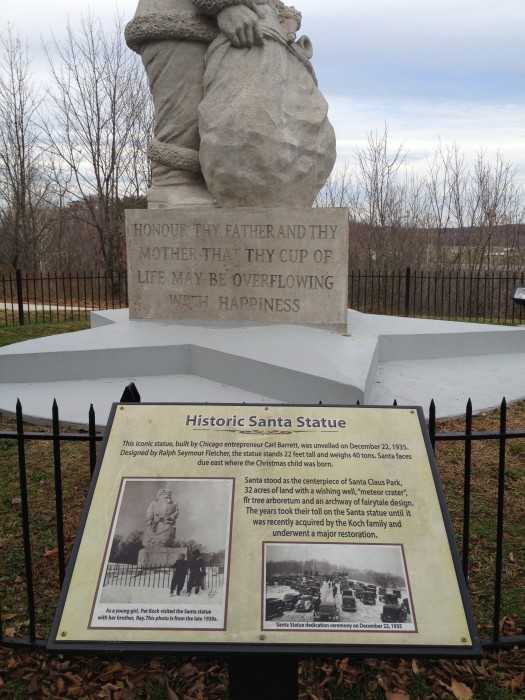 HONOUR THY FATHER AND THY
MOTHER THAT THY CUP OF
LIFE MAY BE OVERFLOWING
WITH HAPPINESS
Historic Santa Statue
This iconic statue, built by Chicago entrepreneur Carl Barrett, was unveiled on December 22, 1935.
Designed by Ralph Seymour Fletcher, the statue stands 22 feet tall and weighs 40 tons. Santa faces
due east where the Christmas child was born.
Santa stood as the centerpiece of Santa Claus Park,
32 acres of land with a wishing well, "meteor crater",
fir tree arboretum and an archway of fairytale design.
The years took their toll on the Santa statue until it
was recently acquired by the Koch family and
underwent a major restoration.
As a young girl, Pat Koch visited the Santa statue
with her brother, Ray. This photo is from the late 1930s.
Santa Statue dedication ceremony on December 22, 1935